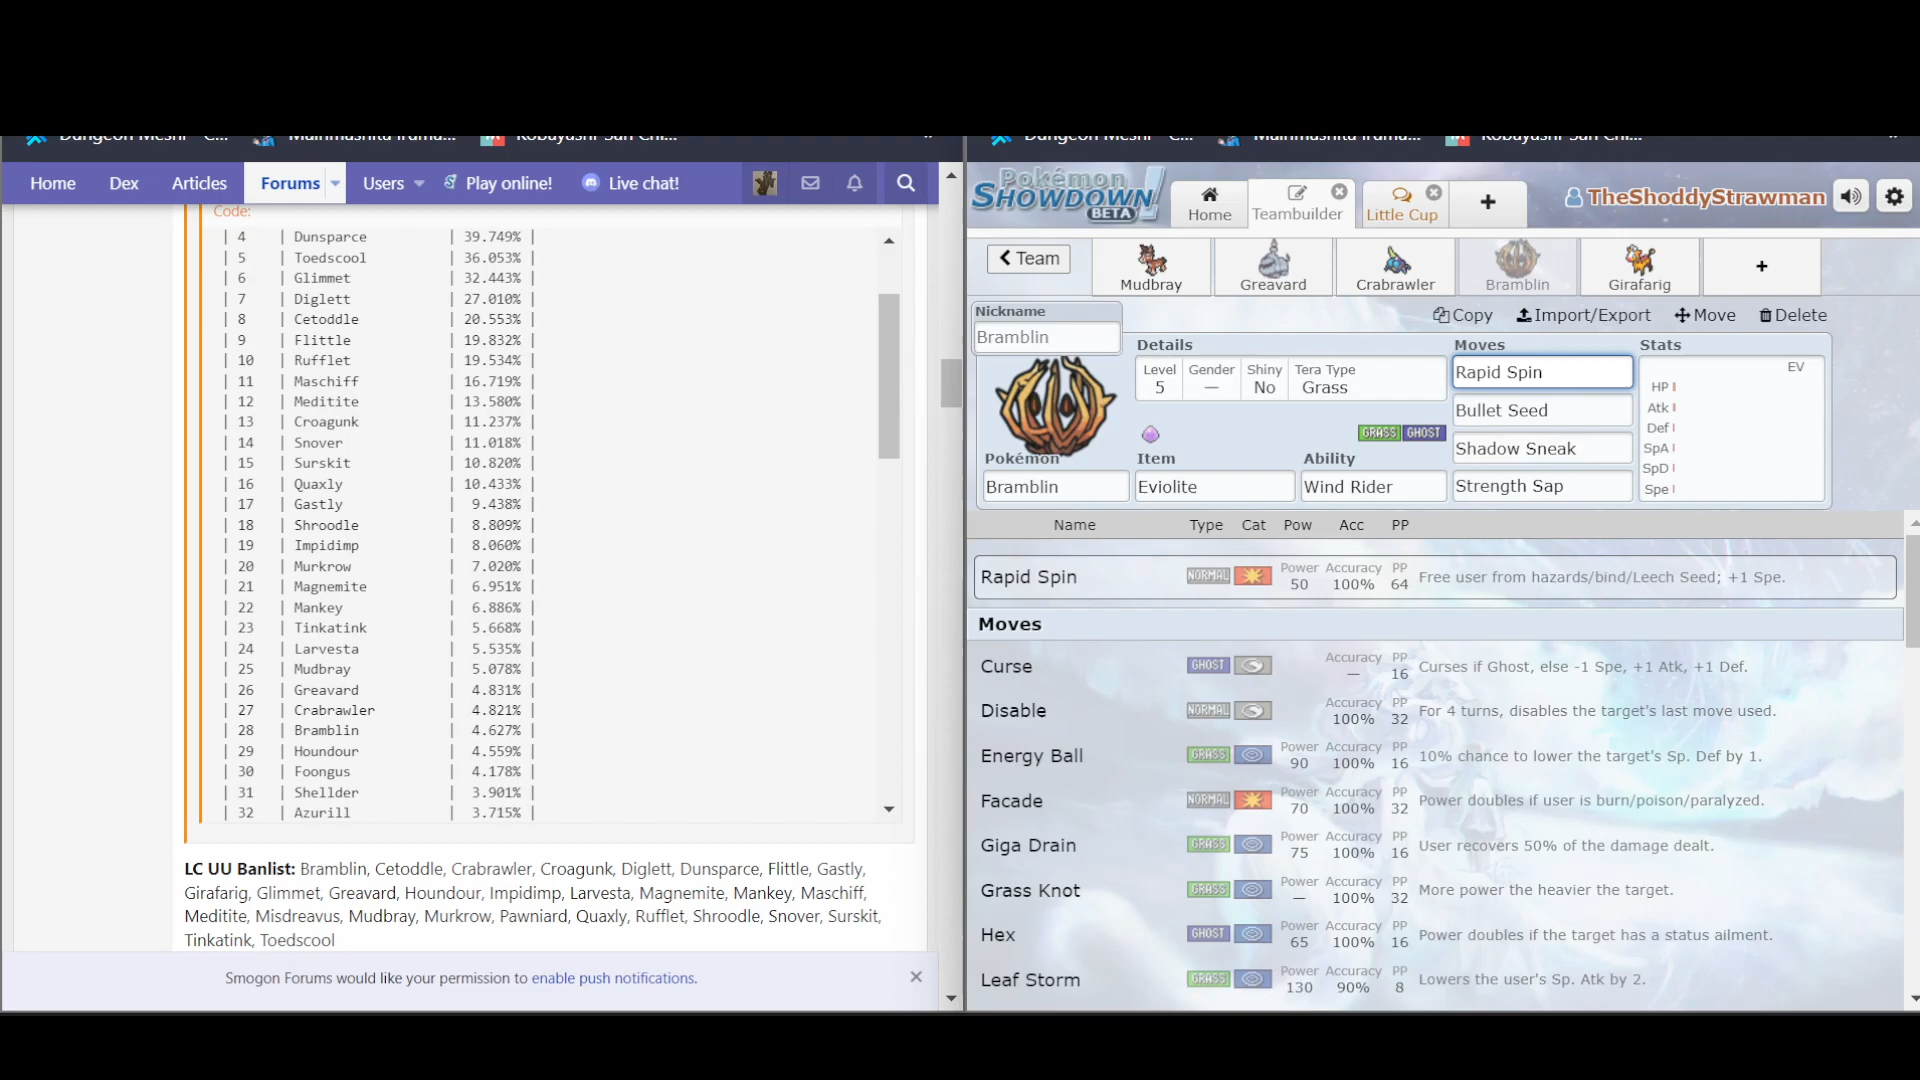 Dungeon Meshi - C...
Kobayashi-San Chi...
Dungeon Meshi - C...
Kobayashi-San Chi...
Home Dex Articles Forums Users Play online! Live chat!
Code:
| 4 | Dunsparce | 39.749% |
| 5 | Toedscool | 36.053% |
| 6 | Glimmet | 32.443% |
| 7 | Diglett | 27.010% |
| 8 | Cetoddle | 20.553% |
| 9 | Flittle | 19.832% |
| 10 | Rufflet | 19.534% |
| 11 | Maschiff | 16.719% |
| 12 | Meditite | 13.580% |
| 13 | Croagunk | 11.237% |
| 14 | Snover | 11.018% |
| 15 | Surskit | 10.820% |
| 16 | Quaxly | 10.433% |
| 17 | Gastly | 9.438% |
| 18 | Shroodle | 8.809% |
| 19 | Impidimp | 8.060% |
| 20 | Murkrow | 7.020% |
| 21 | Magnemite | 6.951% |
| 22 | Mankey | 6.886% |
| 23 | Tinkatink | 5.668% |
| 24 | Larvesta | 5.535% |
| 25 | Mudbray | 5.078% |
| 26 | Greavard | 4.831% |
| 27 | Crabrawler | 4.821% |
| 28 | Bramblin | 4.627% |
| 29 | Houndour | 4.559% |
| 30 | Foongus | 4.178% |
| 31 | Shellder | 3.901% |
| 32 | Azurill | 3.715% |
LC UU Banlist: Bramblin, Cetoddle, Crabrawler, Croagunk, Diglett, Dunsparce, Flittle, Gastly,
Girafarig, Glimmet, Greavard, Houndour, Impidimp, Larvesta, Magnemite, Mankey, Maschiff,
Meditite, Misdreavus, Mudbray, Murkrow, Pawniard, Quaxly, Rufflet, Shroodle, Snover, Surskit,
Tinkatink, Toedscool
Smogon Forums would like your permission to enable push notifications.
Pokémon
SHOWDOWN!
BETA
Home Teambuilder Little Cup + TheShoddyStrawman
Team Mudbray Greavard Crabrawler Bramblin Girafarig +
Copy Import/Export Move Delete
Nickname
Bramblin
Details
Level Gender Shiny Tera Type
5 — No Grass
GRASS GHOST
Pokémon Item Ability
Bramblin Eviolite Wind Rider
Moves
Rapid Spin
Bullet Seed
Shadow Sneak
Strength Sap
Stats
EV
HP
Atk
Def
SpA
SpD
Spe
Name Type Cat Pow Acc PP
Rapid Spin NORMAL Power 50 Accuracy 100% PP 64 Free user from hazards/bind/Leech Seed; +1 Spe.
Moves
Curse GHOST Accuracy — PP 16 Curses if Ghost, else -1 Spe, +1 Atk, +1 Def.
Disable NORMAL Accuracy 100% PP 32 For 4 turns, disables the target's last move used.
Energy Ball GRASS Power 90 Accuracy 100% PP 16 10% chance to lower the target's Sp. Def by 1.
Facade NORMAL Power 70 Accuracy 100% PP 32 Power doubles if user is burn/poison/paralyzed.
Giga Drain GRASS Power 75 Accuracy 100% PP 16 User recovers 50% of the damage dealt.
Grass Knot GRASS Power — Accuracy 100% PP 32 More power the heavier the target.
Hex GHOST Power 65 Accuracy 100% PP 16 Power doubles if the target has a status ailment.
Leaf Storm GRASS Power 130 Accuracy 90% PP 8 Lowers the user's Sp. Atk by 2.